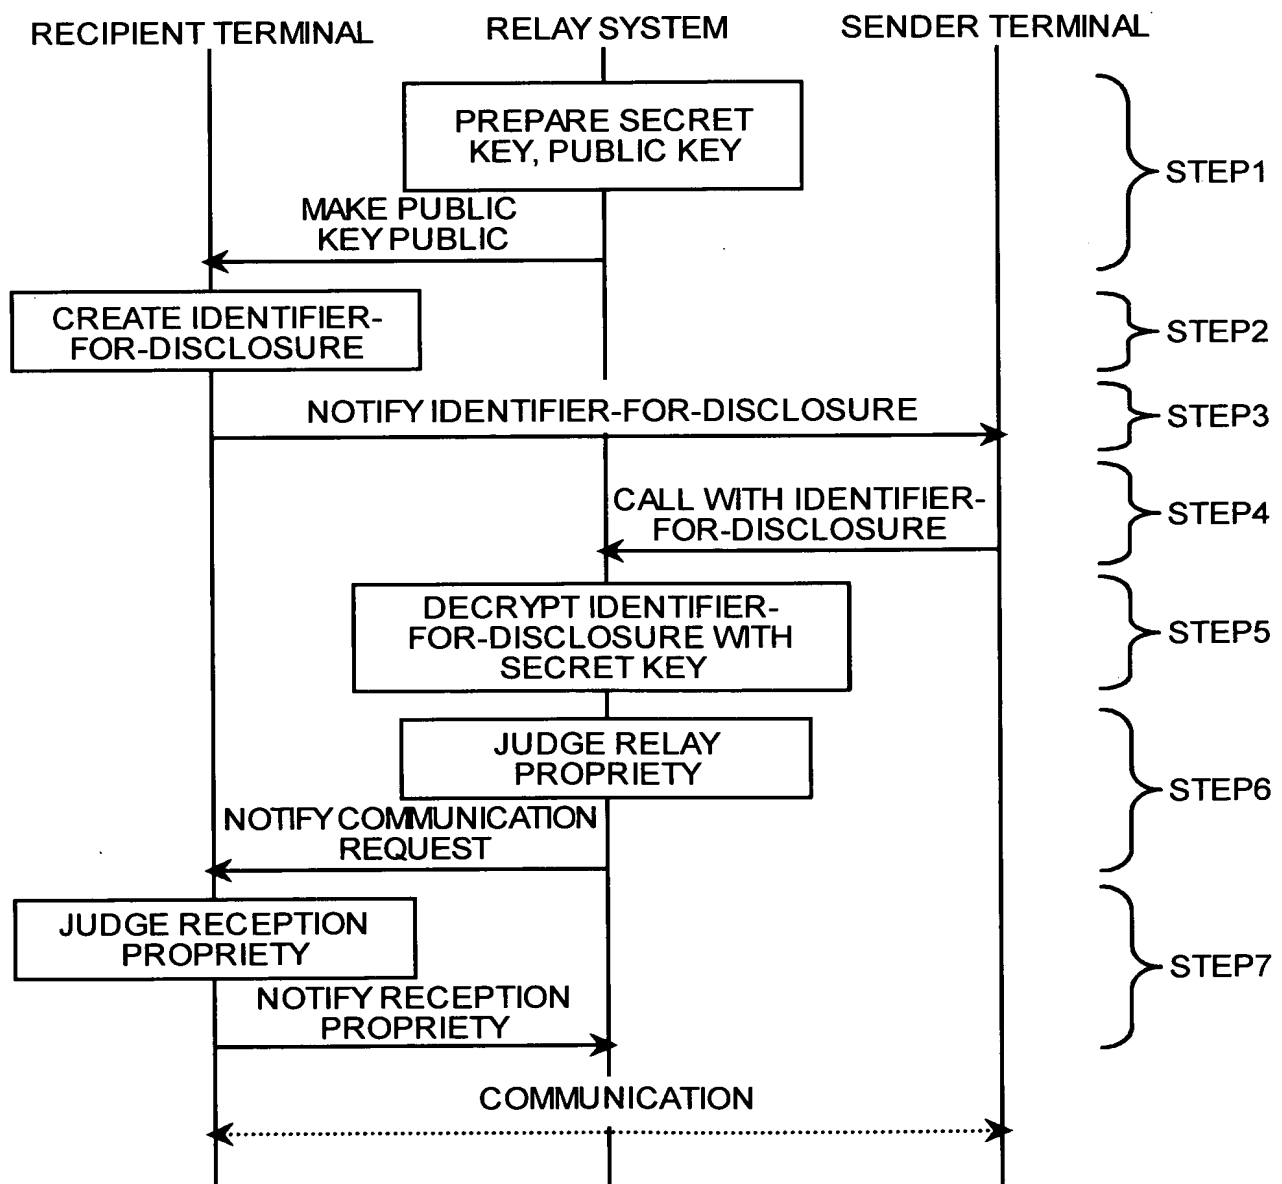 RECIPIENT TERMINAL
RELAY SYSTEM
SENDER TERMINAL
PREPARE SECRET
KEY, PUBLIC KEY
STEP1
MAKE PUBLIC
KEY PUBLIC
CREATE IDENTIFIER-
FOR-DISCLOSURE
STEP2
NOTIFY IDENTIFIER-FOR-DISCLOSURE
STEP3
CALL WITH IDENTIFIER-
FOR-DISCLOSURE
STEP4
DECRYPT IDENTIFIER-
FOR-DISCLOSURE WITH
SECRET KEY
STEP5
JUDGE RELAY
PROPRIETY
STEP6
NOTIFY COMMUNICATION
REQUEST
JUDGE RECEPTION
PROPRIETY
STEP7
NOTIFY RECEPTION
PROPRIETY
COMMUNICATION